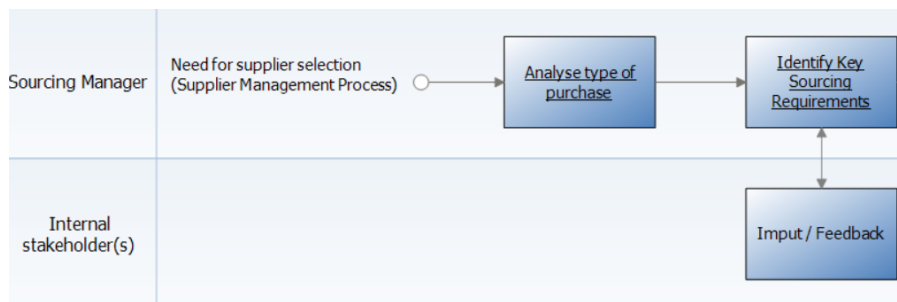 Sourcing Manager
Need for supplier selection
(Supplier Management Process)
Analyse type of
purchase
Identify Key
Sourcing
Requirements
Internal
stakeholder(s)
Imput / Feedback